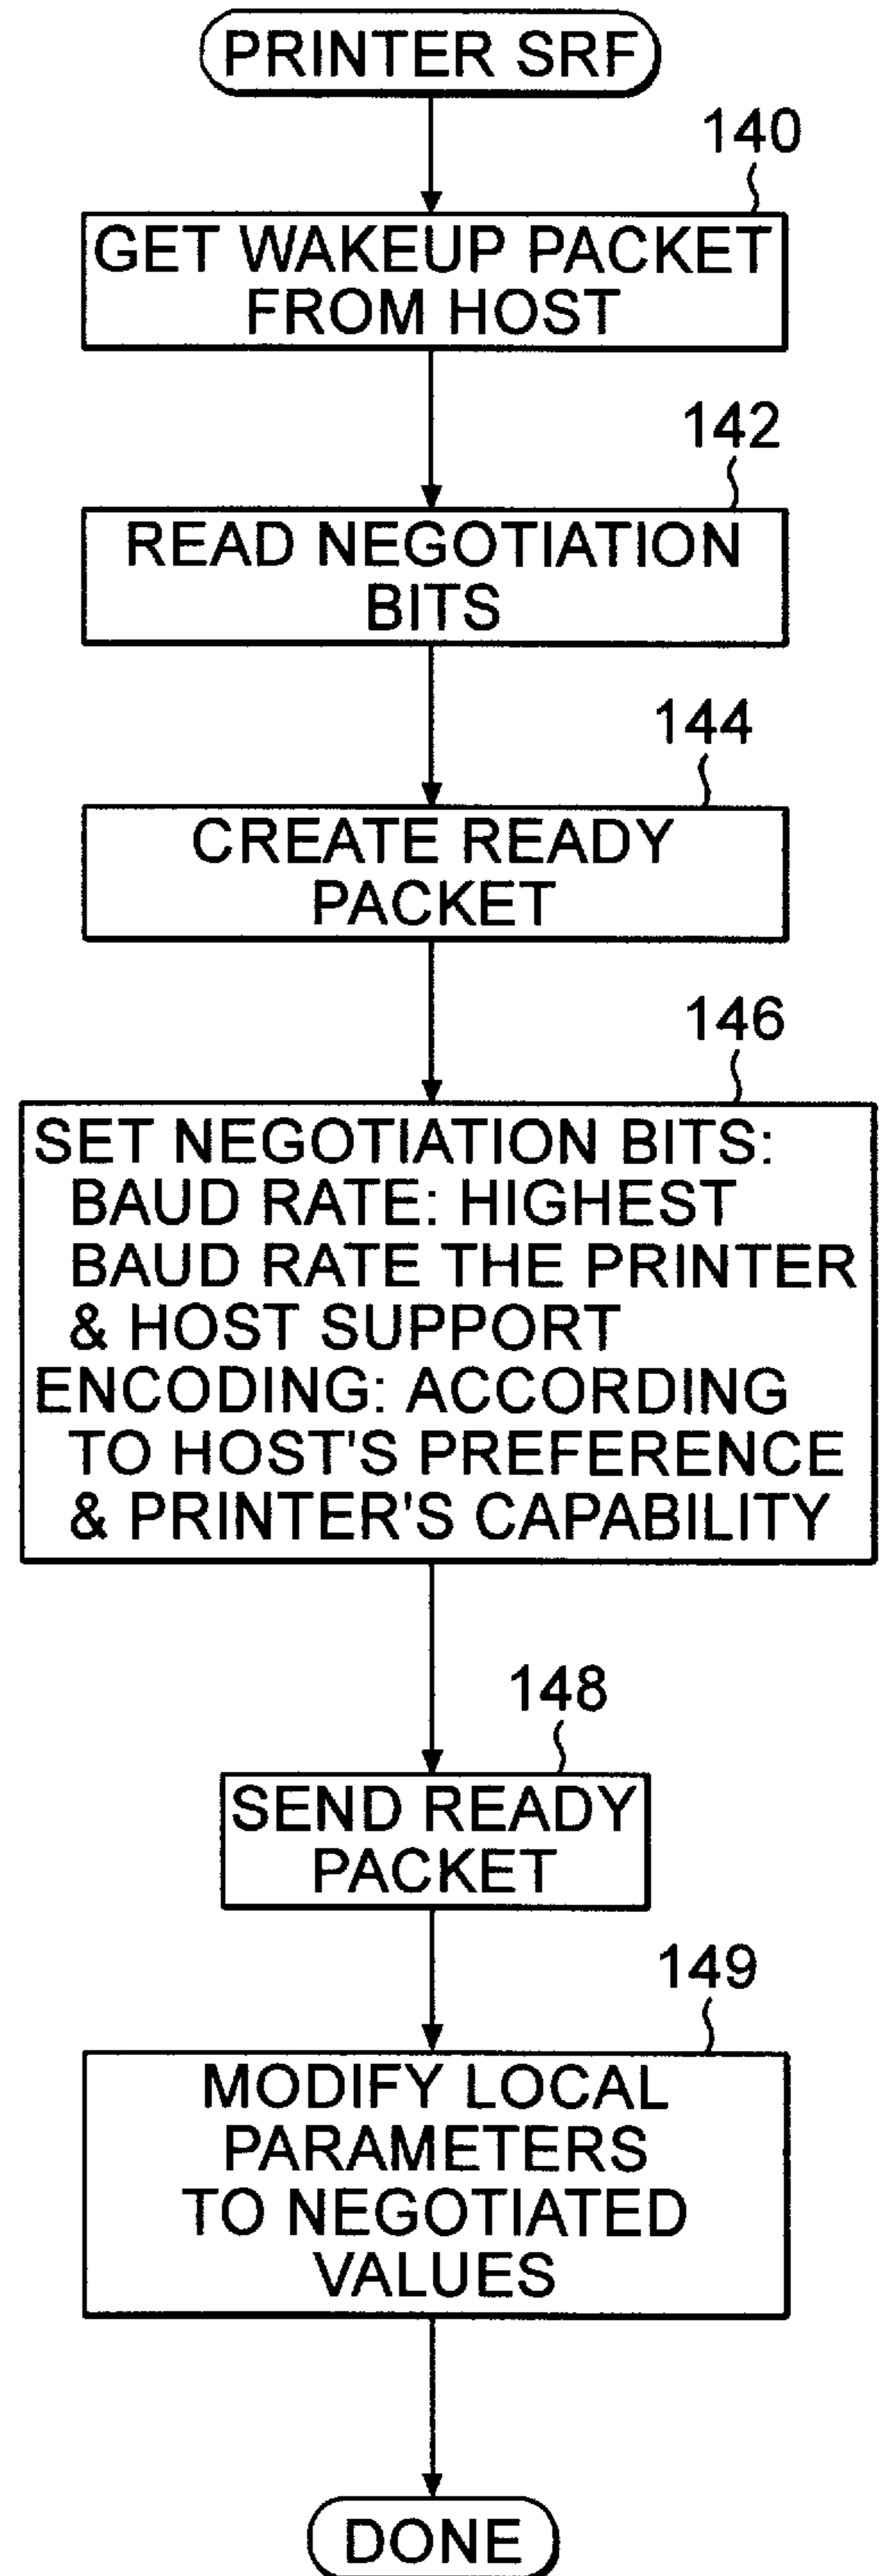 PRINTER SRF
140
GET WAKEUP PACKET
FROM HOST
142
READ NEGOTIATION
BITS
144
CREATE READY
PACKET
146
SET NEGOTIATION BITS:
BAUD RATE: HIGHEST
BAUD RATE THE PRINTER
& HOST SUPPORT
ENCODING: ACCORDING
TO HOST'S PREFERENCE
& PRINTER'S CAPABILITY
148
SEND READY
PACKET
149
MODIFY LOCAL
PARAMETERS
TO NEGOTIATED
VALUES
DONE